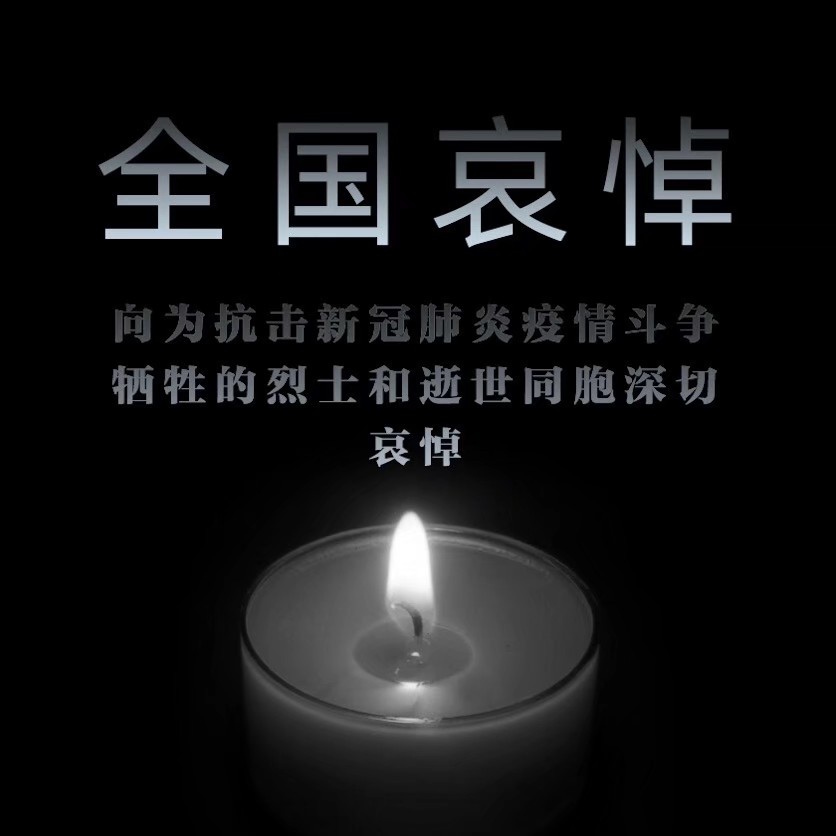 全国哀悼
向为抗击新冠肺炎疫情斗争
牺牲的烈士和逝世同胞深切
哀悼